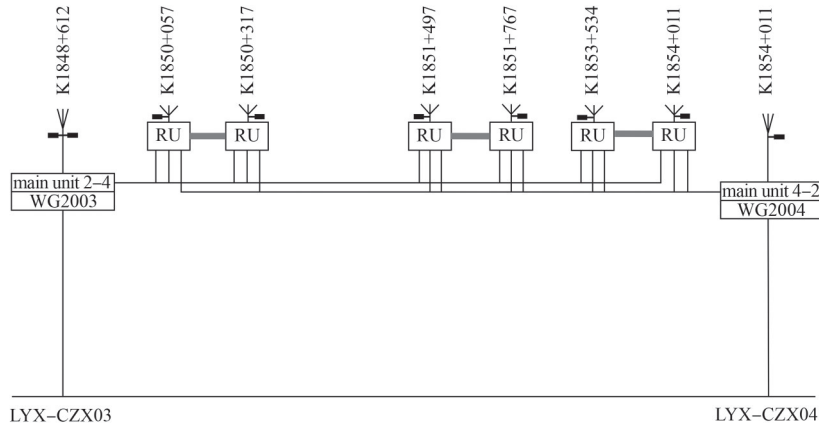 K1848+612
K1850+057
K1850+317
K1851+497
K1851+767
K1853+534
K1854+011
K1854+011
RU
RU
RU
RU
RU
RU
main unit 2-4
WG2003
main unit 4-2
WG2004
LYX-CZX03
LYX-CZX04